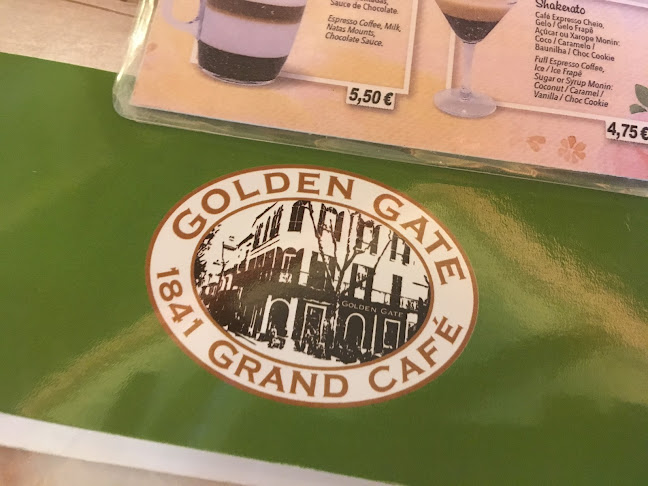 Sauce de Chocolate.
Espresso Coffee, Milk,
Natas Mounts,
Chocolate Sauce.
5,50 €
Shakerato
Café Expresso Cheio,
Gelo / Gelo Frapê
Açúcar ou Xarope Monin:
Coco / Caramelo /
Baunilha / Choc Cookie
Full Espresso Coffee,
Ice / Ice Frapê
Sugar or Syrup Monin:
Coconut / Caramel /
Vanilla / Choc Cookie
4,75 €
GOLDEN GATE
GOLDEN GATE
1841 GRAND CAFÉ